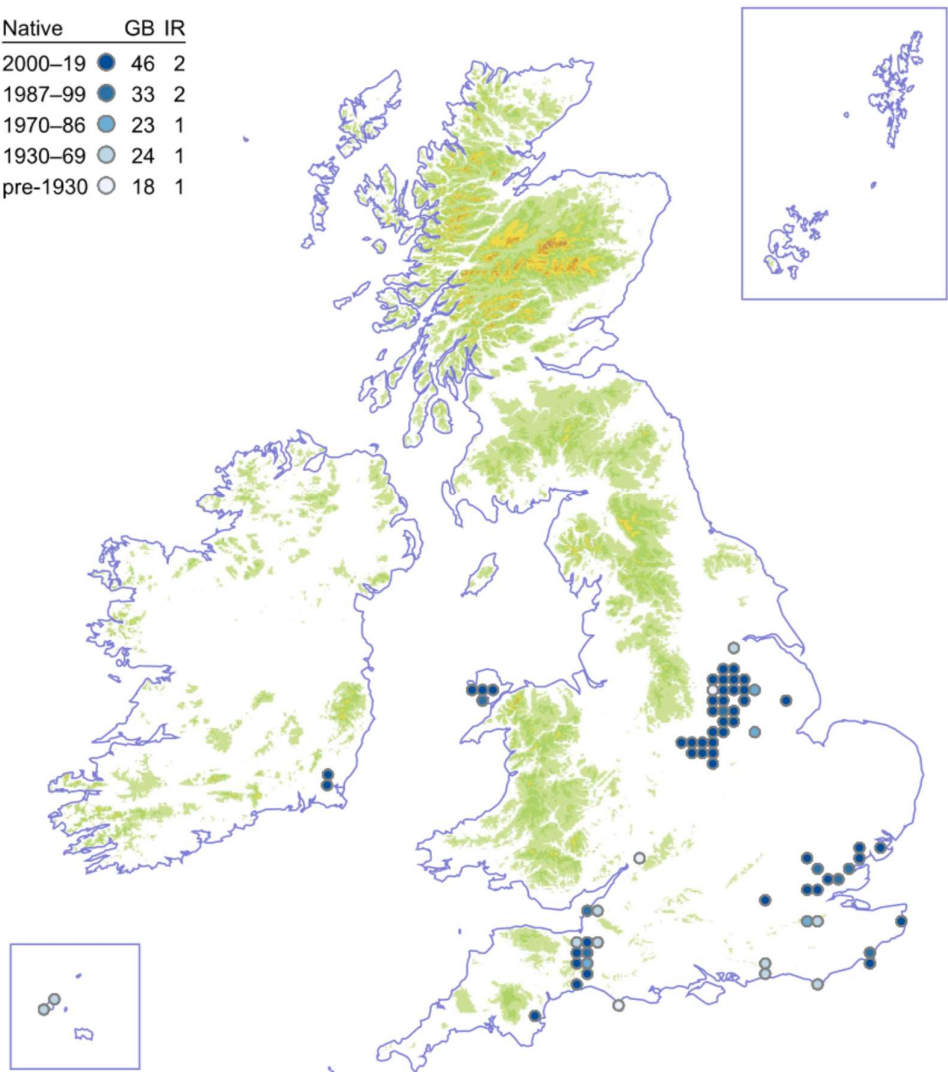 Native GB IR
2000–19 46 2
1987–99 33 2
1970–86 23 1
1930–69 24 1
pre-1930 18 1